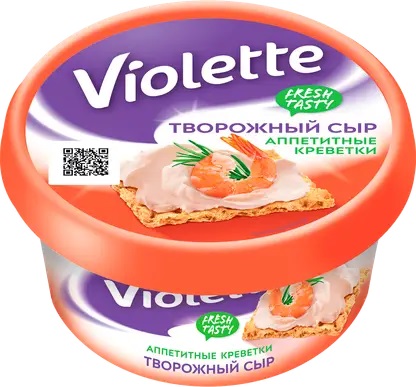 Violette
FRESH
TASTY
ТВОРОЖНЫЙ СЫР
АППЕТИТНЫЕ
КРЕВЕТКИ
Violette
FRESH
TASTY
АППЕТИТНЫЕ КРЕВЕТКИ
ТВОРОЖНЫЙ СЫР